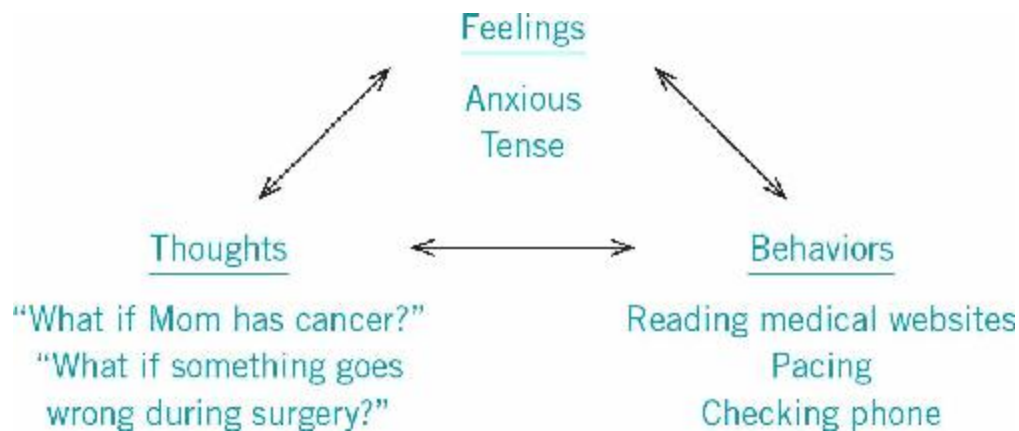 Feelings
Anxious
Tense
Thoughts
“What if Mom has cancer?”
“What if something goes
wrong during surgery?”
Behaviors
Reading medical websites
Pacing
Checking phone